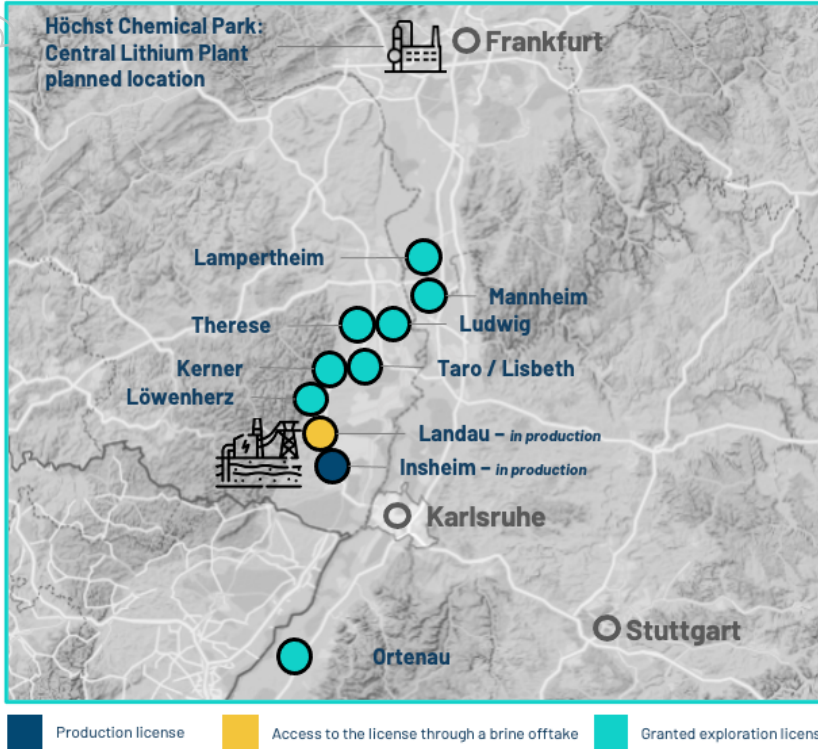 Höchst Chemical Park:
Central Lithium Plant
planned location
Frankfurt
Lampertheim
Mannheim
Therese
Ludwig
Kerner
Taro / Lisbeth
Löwenherz
Landau – in production
Insheim – in production
Karlsruhe
Stuttgart
Ortenau
Production license
Access to the license through a brine offtake
Granted exploration licens